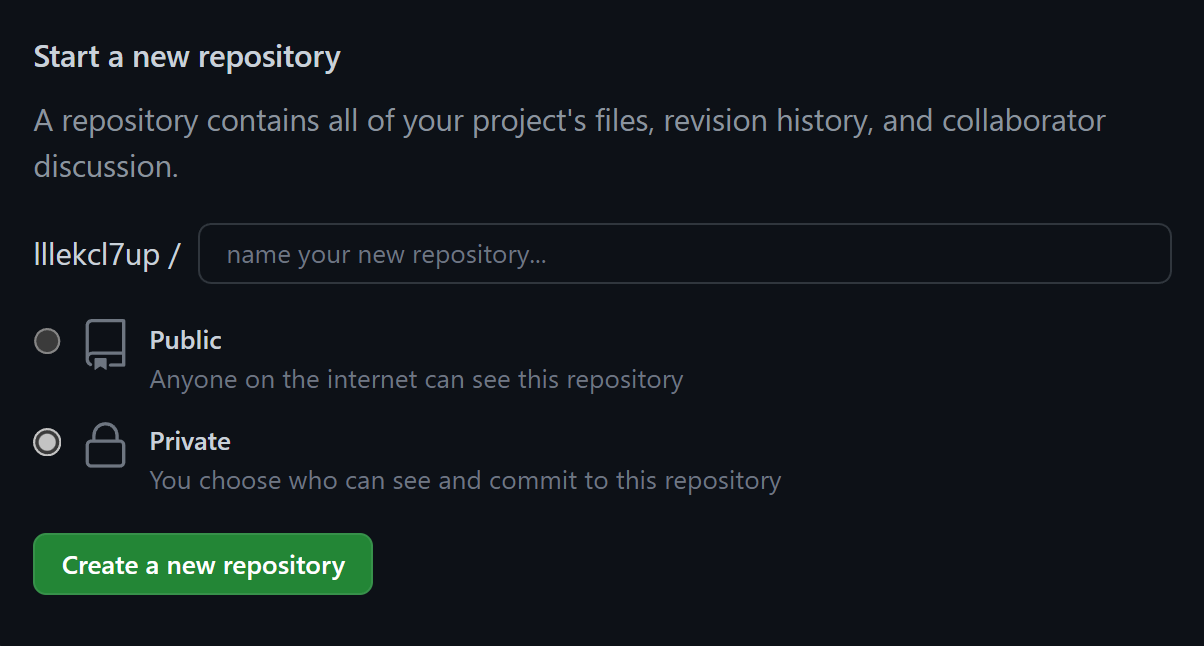 Start a new repository
A repository contains all of your project's files, revision history, and collaborator
discussion.
lllekcl7up / name your new repository...
Public
Anyone on the internet can see this repository
Private
You choose who can see and commit to this repository
Create a new repository